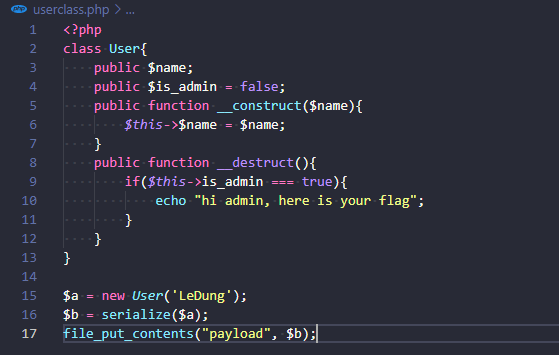 userclass.php > ...
1 <?php
2 class User{
3 public $name;
4 public $is_admin = false;
5 public function __construct($name){
6 $this->$name = $name;
7 }
8 public function __destruct(){
9 if($this->is_admin === true){
10 echo "hi admin, here is your flag";
11 }
12 }
13 }
14
15 $a = new User('LeDung');
16 $b = serialize($a);
17 file_put_contents("payload", $b);